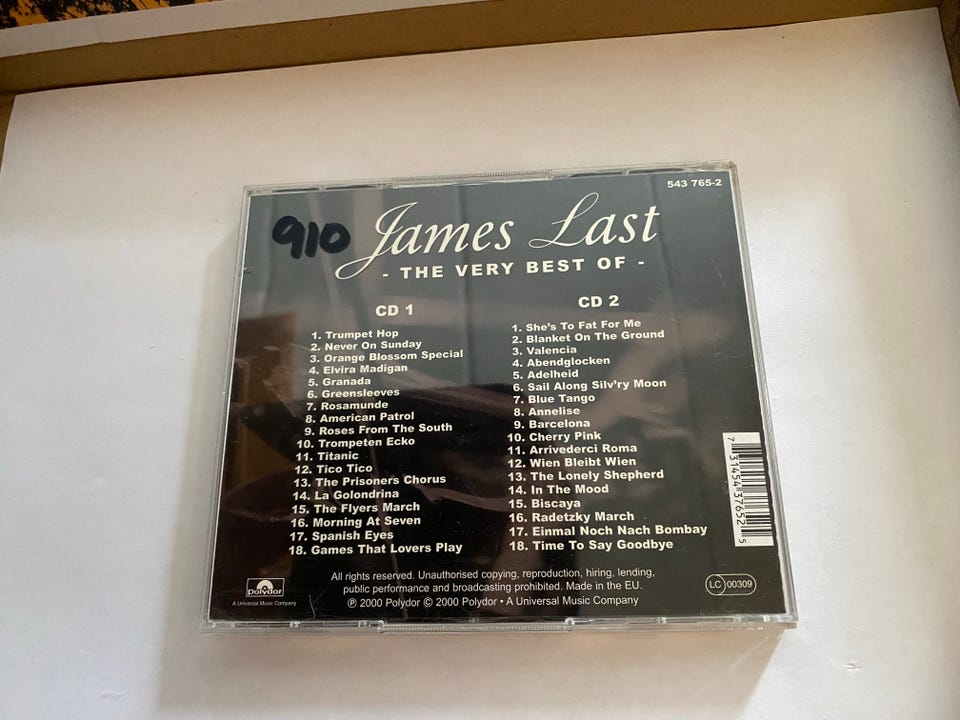 543 765-2
910
James Last
- THE VERY BEST OF -
CD 1
1. Trumpet Hop
2. Never On Sunday
3. Orange Blossom Special
4. Elvira Madigan
5. Granada
6. Greensleeves
7. Rosamunde
8. American Patrol
9. Roses From The South
10. Trompeten Ecko
11. Titanic
12. Tico Tico
13. The Prisoners Chorus
14. La Golondrina
15. The Flyers March
16. Morning At Seven
17. Spanish Eyes
18. Games That Lovers Play
CD 2
1. She's To Fat For Me
2. Blanket On The Ground
3. Valencia
4. Abendglocken
5. Adelheid
6. Sail Along Silv'ry Moon
7. Blue Tango
8. Annelise
9. Barcelona
10. Cherry Pink
11. Arrivederci Roma
12. Wien Bleibt Wien
13. The Lonely Shepherd
14. In The Mood
15. Biscaya
16. Radetzky March
17. Einmal Noch Nach Bombay
18. Time To Say Goodbye
7 31454 37652 5
All rights reserved. Unauthorised copying, reproduction, hiring, lending,
public performance and broadcasting prohibited. Made in the EU.
℗ 2000 Polydor © 2000 Polydor • A Universal Music Company
Polydor
A Universal Music Company
LC 00309